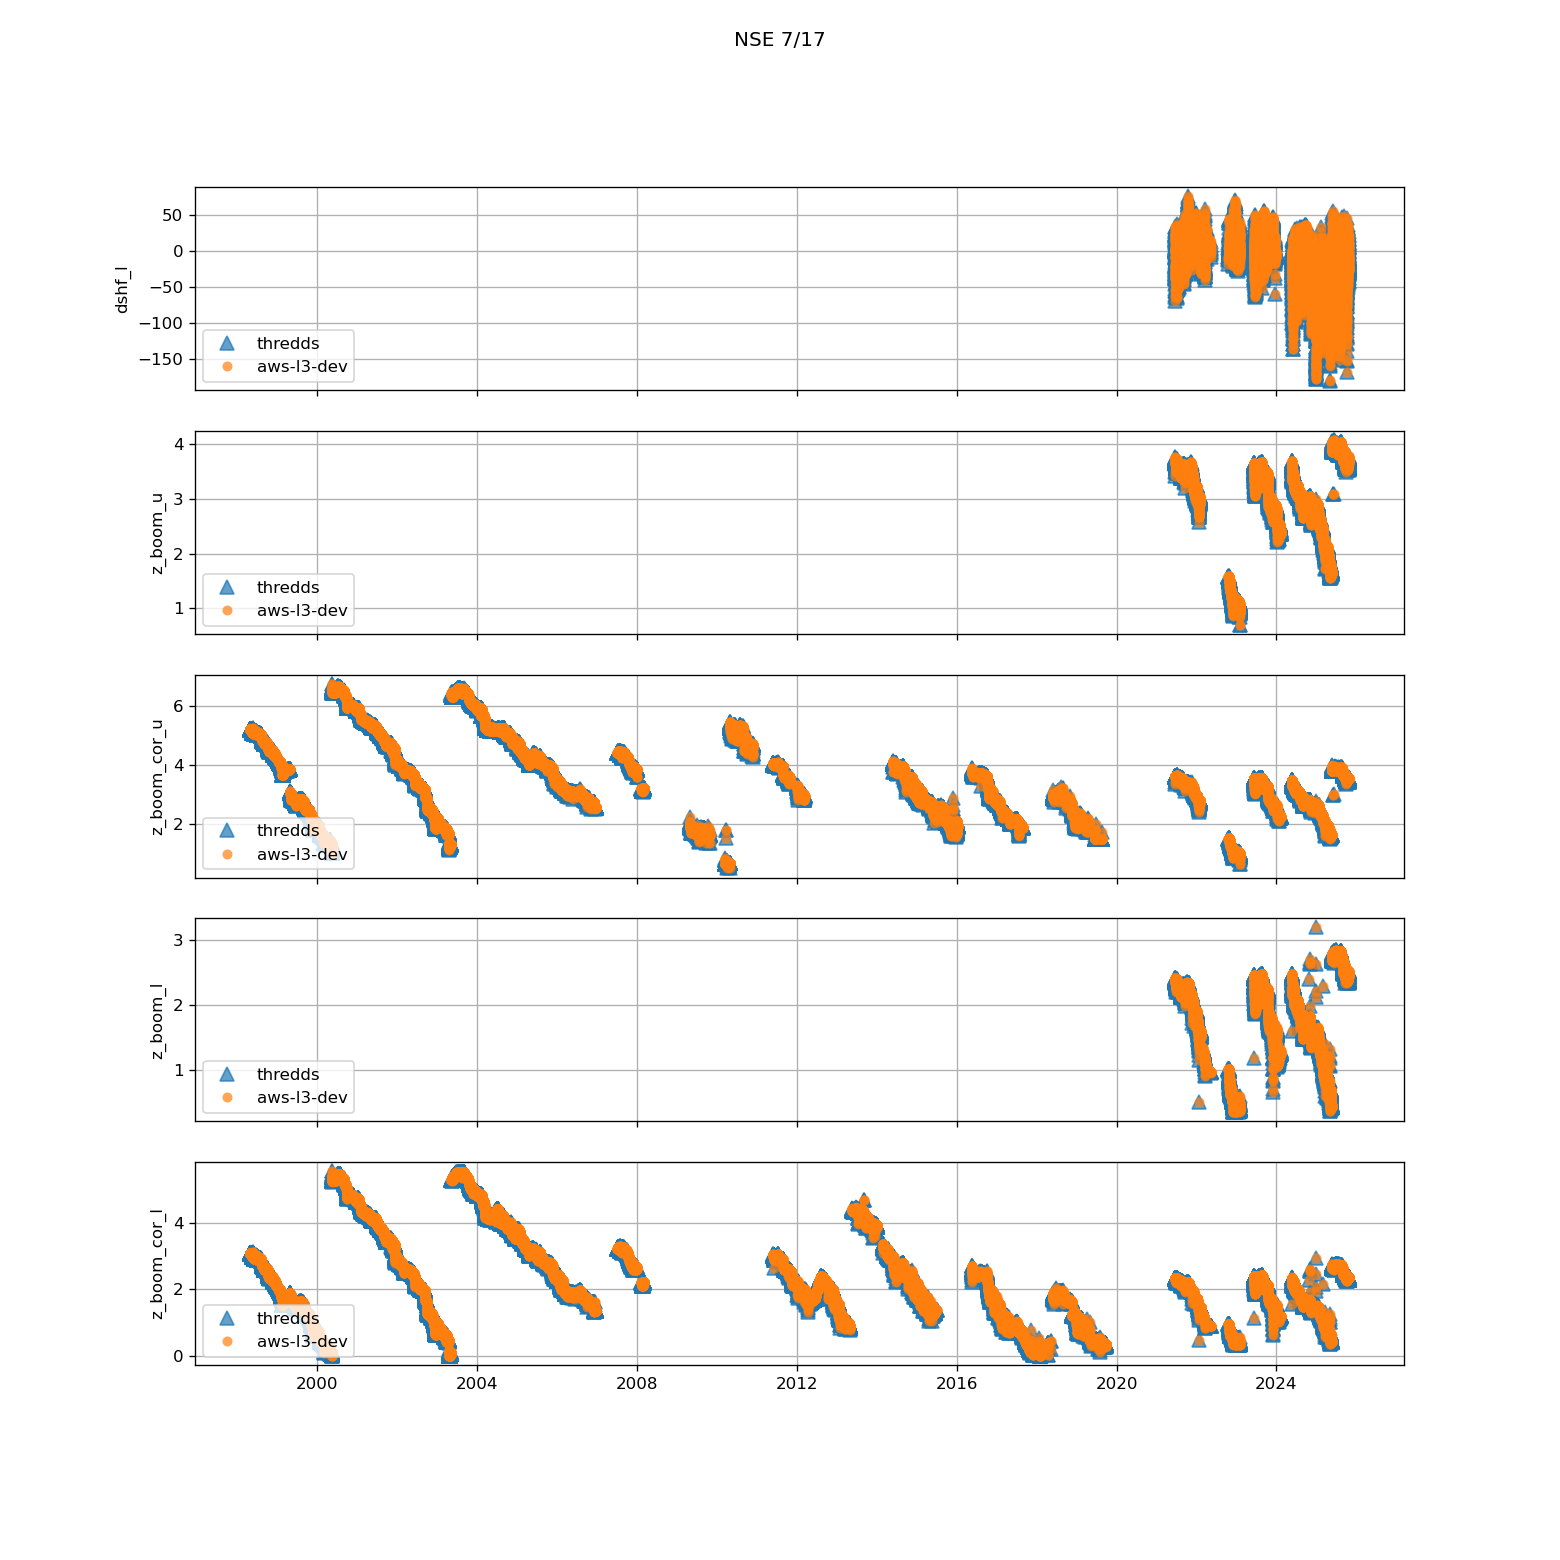 NSE 7/17
dshf_l
50
0
−50
−100
−150
thredds
aws-l3-dev
z_boom_u
4
3
2
1
thredds
aws-l3-dev
z_boom_cor_u
6
4
2
thredds
aws-l3-dev
z_boom_l
3
2
1
thredds
aws-l3-dev
z_boom_cor_l
4
2
0
thredds
aws-l3-dev
2000 2004 2008 2012 2016 2020 2024